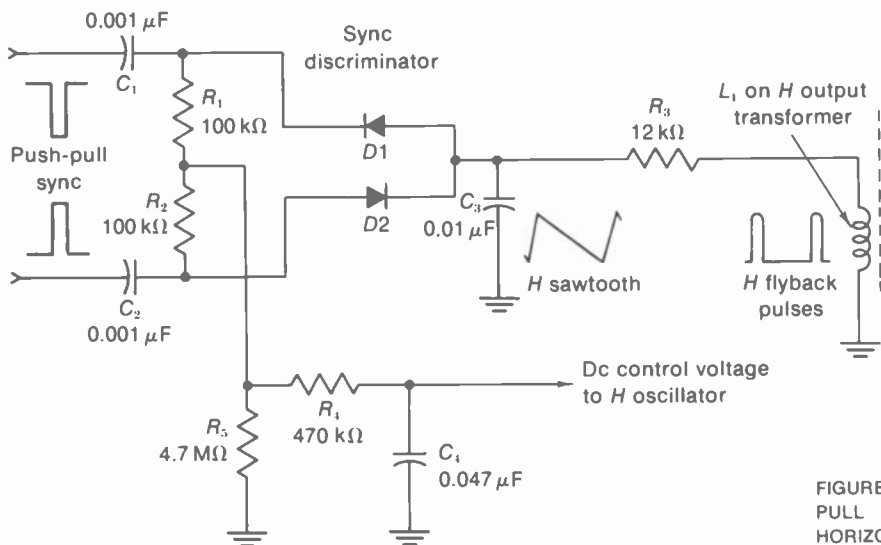 0.001 μF
C₁
Sync
discriminator
R₁
100 kΩ
Push-pull
sync
R₂
100 kΩ
D1
D2
C₃
0.01 μF
R₃
12 kΩ
L₁ on H output
transformer
H sawtooth
H flyback
pulses
C₂
0.001 μF
Dc control voltage
to H oscillator
R₅
4.7 MΩ
R₄
470 kΩ
C₄
0.047 μF
FIGURE
PULL
HORIZO